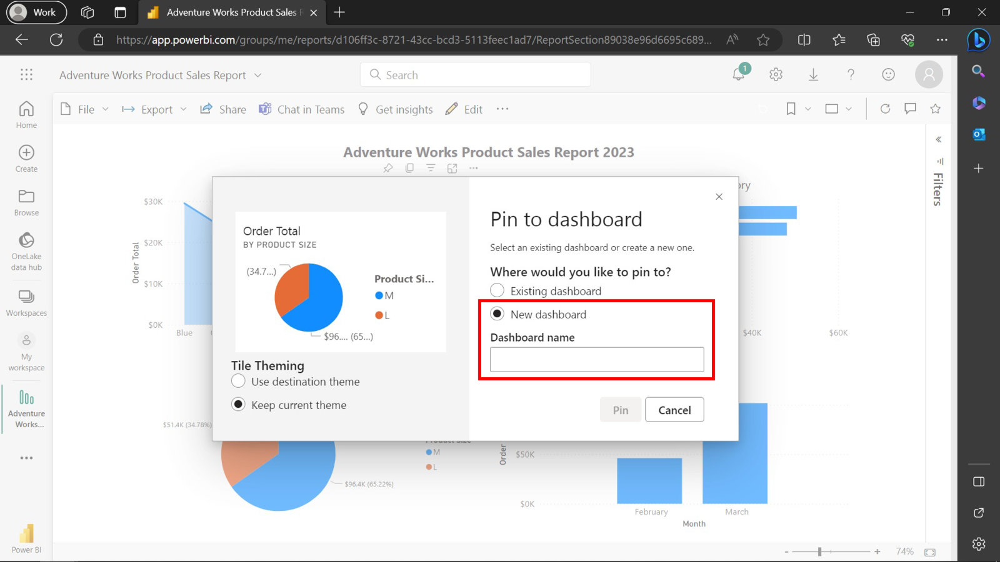 Work
Adventure Works Product Sales R
https://app.powerbi.com/groups/me/reports/d106ff3c-8721-43cc-bcd3-5113feec1ad7/ReportSection89038e96d6695c689...
Adventure Works Product Sales Report
Search
1
File
Export
Share
Chat in Teams
Get insights
Edit
Home
Create
Browse
OneLake
data hub
Workspaces
My
workspace
Adventure
Works...
Power BI
Adventure Works Product Sales Report 2023
Filters
$30K
$20K
$10K
$0K
Order Total
Blue
ory
$40K
$60K
Order Total
BY PRODUCT SIZE
(34.7...)
$96.... (65...)
Product Si...
M
L
Tile Theming
Use destination theme
Keep current theme
Pin to dashboard
Select an existing dashboard or create a new one.
Where would you like to pin to?
Existing dashboard
New dashboard
Dashboard name
Pin
Cancel
$51.4K (34.78%)
Product Size
M
L
$96.4K (65.22%)
Order
$50K
$0K
February
March
Month
74%